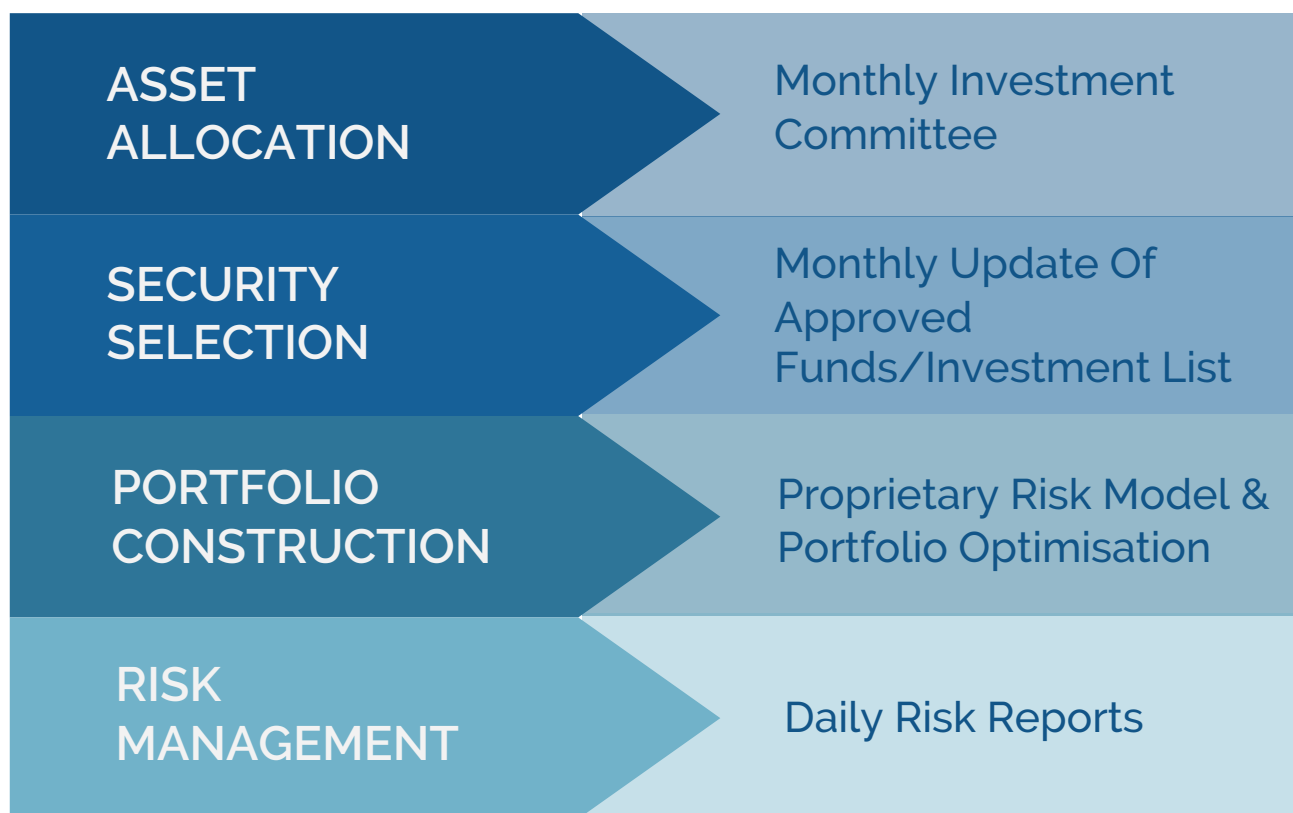 ASSET
ALLOCATION
Monthly Investment
Committee
SECURITY
SELECTION
Monthly Update Of
Approved
Funds/Investment List
PORTFOLIO
CONSTRUCTION
Proprietary Risk Model &
Portfolio Optimisation
RISK
MANAGEMENT
Daily Risk Reports